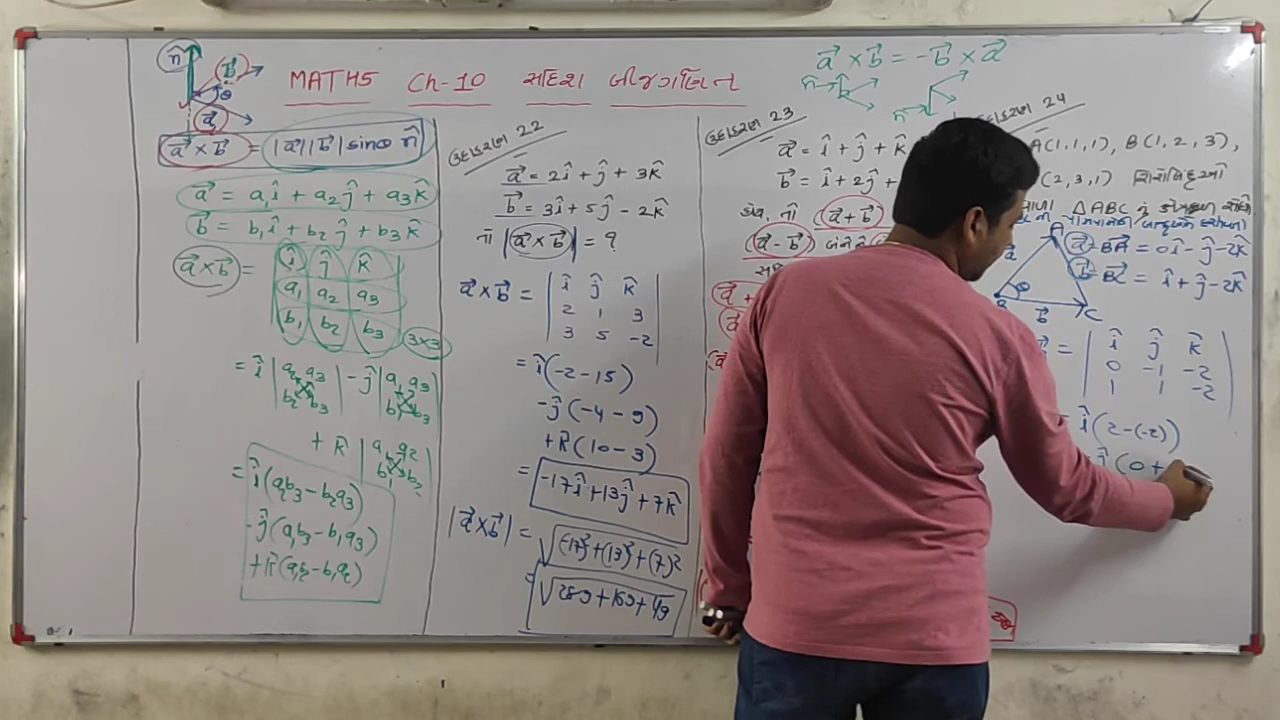 MATHS Ch-10 સદિશ બીજગણિત
n̂
b⃗
θ
a⃗
a⃗ × b⃗ = |a⃗||b⃗| sinθ n̂
a⃗ = a₁î + a₂ĵ + a₃k̂
b⃗ = b₁î + b₂ĵ + b₃k̂
a⃗ × b⃗ = | î ĵ k̂ |
| a₁ a₂ a₃ |
| b₁ b₂ b₃ | 3×3
= î | a₂ a₃ | - ĵ | a₁ a₃ |
| b₂ b₃ | | b₁ b₃ |
+ k̂ | a₁ a₂ |
| b₁ b₂ |
= î(a₂b₃ - b₂a₃)
- ĵ(a₁b₃ - b₁a₃)
+ k̂(a₁b₂ - b₁a₂)
ઉદાહરણ 22
a⃗ = 2î + ĵ + 3k̂
b⃗ = 3î + 5ĵ - 2k̂
તો |a⃗ × b⃗| = ?
a⃗ × b⃗ = | î ĵ k̂ |
| 2 1 3 |
| 3 5 -2 |
= î(-2 - 15)
- ĵ(-4 - 9)
+ k̂(10 - 3)
= -17î + 13ĵ + 7k̂
|a⃗ × b⃗| = √(-17)² + (13)² + (7)²
= √289 + 169 + 49
a⃗ × b⃗ = -b⃗ × a⃗
n̂
n̂
ઉદાહરણ 23
a⃗ = î + ĵ + k̂
b⃗ = î + 2ĵ +
હોય, તો (a⃗ + b⃗)
(a⃗ - b⃗) બંનેને
a⃗ +
ઉદાહરણ 24
A(1,1,1), B(1,2,3),
(2,3,1) શિરોબિંદુઓ
ΔABC નું ક્ષેત્રફળ શોધો
A
a⃗
θ
b⃗
C
a⃗ - BA⃗ = 0î - ĵ - 2k̂
b⃗ - BC⃗ = î + ĵ - 2k̂
= | î ĵ k̂ |
| 0 -1 -2 |
| 1 1 -2 |
î(2-(-2))
ĵ(0 +